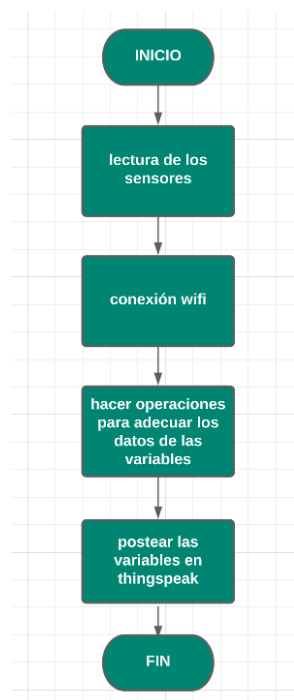 INICIO
lectura de los
sensores
conexión wifi
hacer operaciones
para adecuar los
datos de las
variables
postear las
variables en
thingspeak
FIN